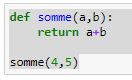 def somme(a,b):
    return a+b
somme(4,5)